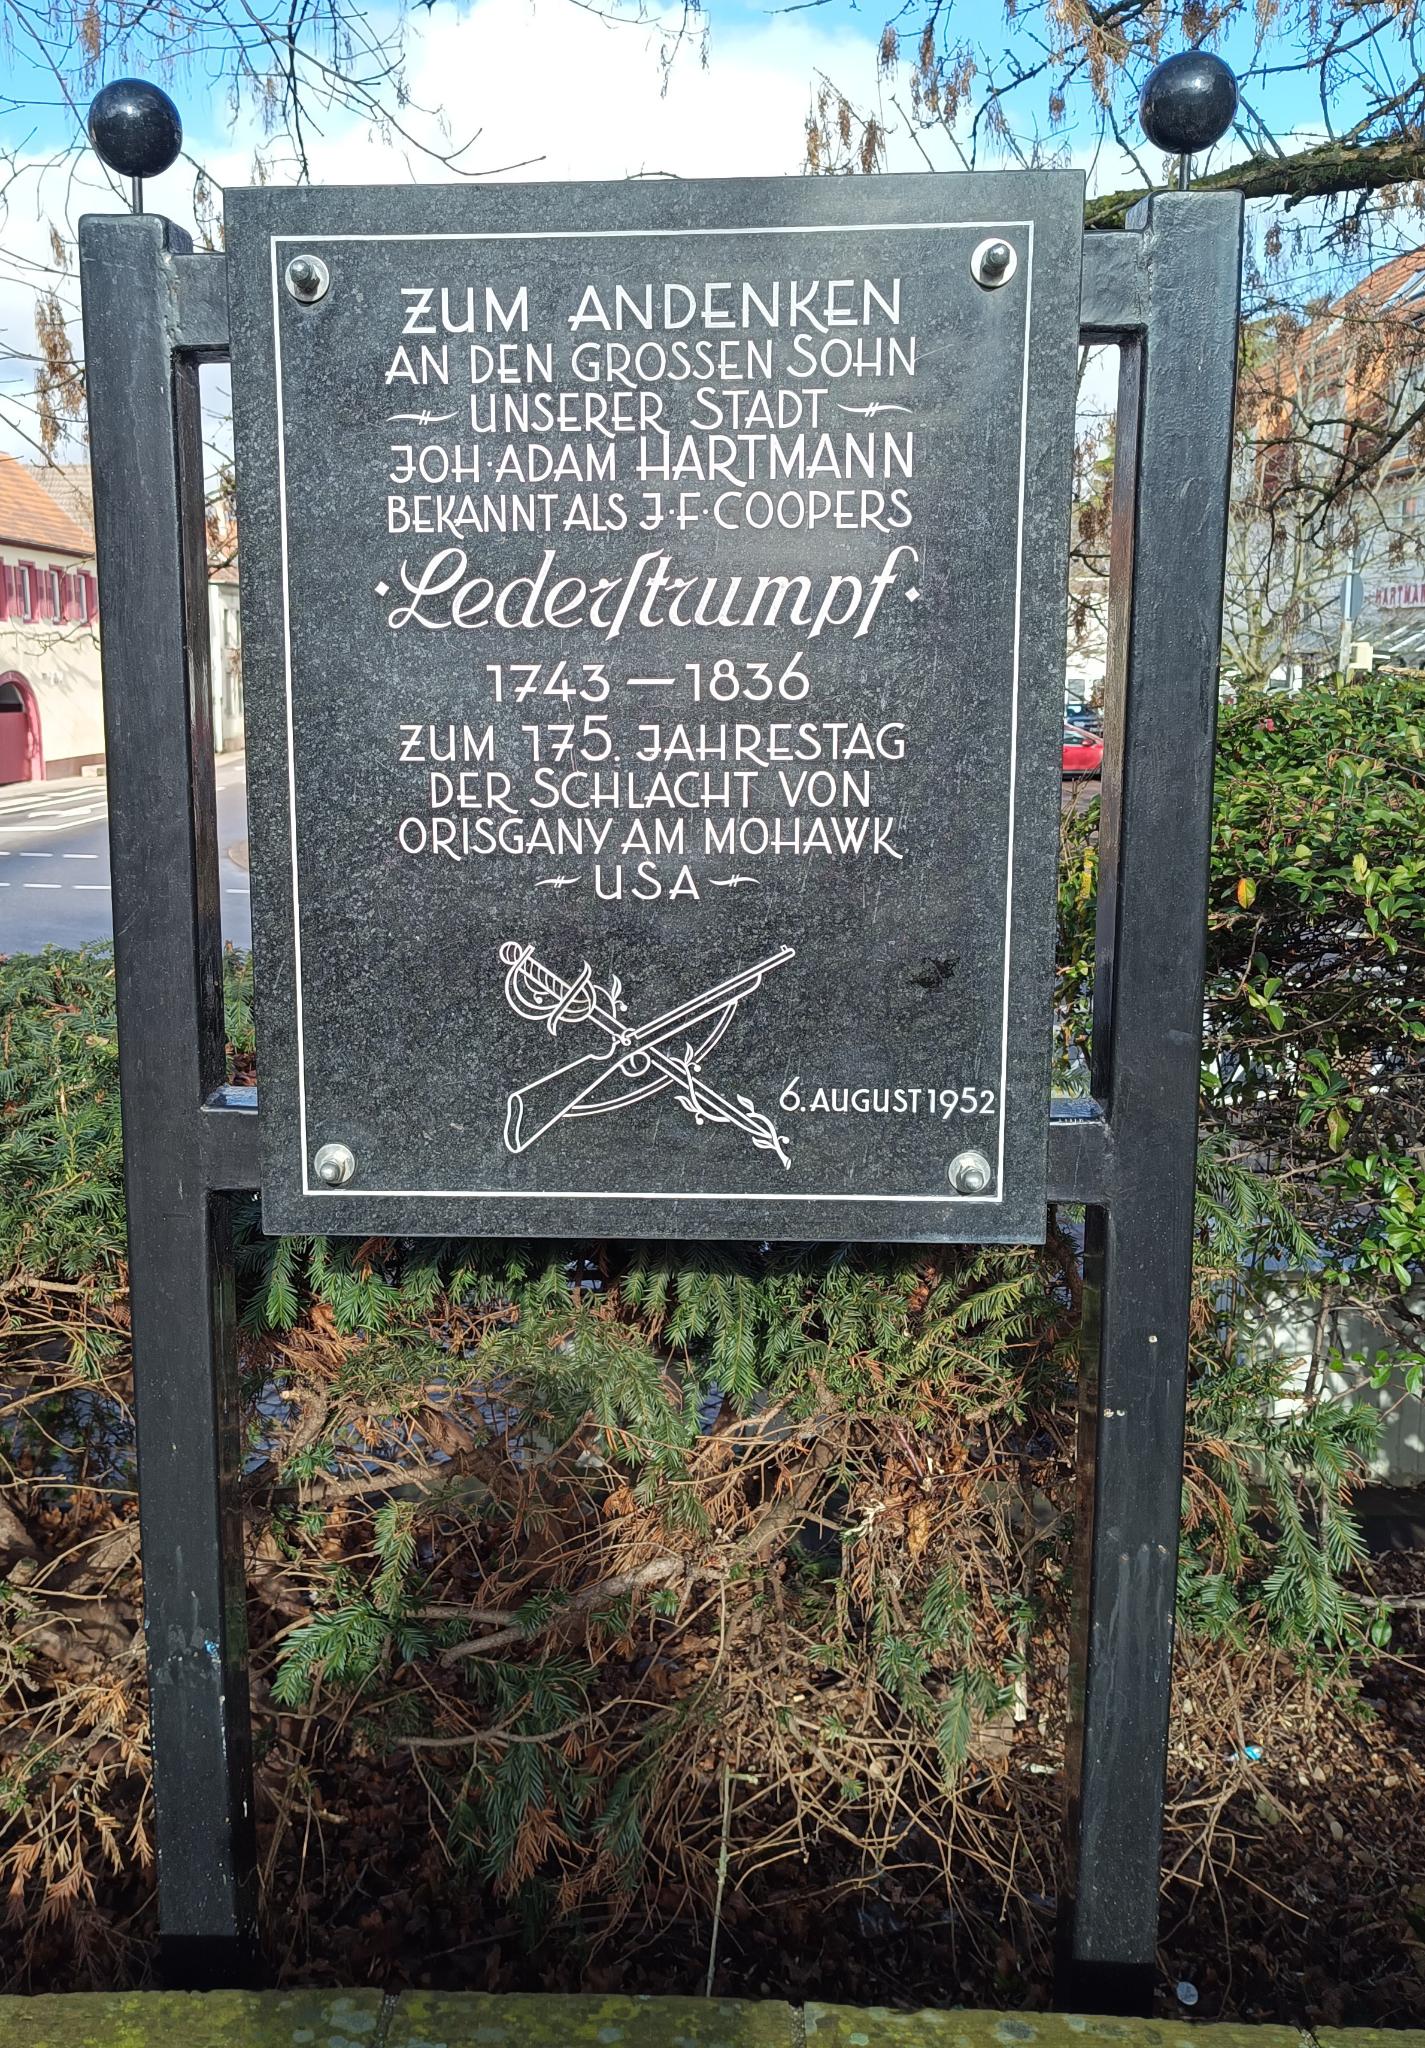 ZUM ANDENKEN
AN DEN GROSSEN SOHN
UNSERER STADT
JOH·ADAM HARTMANN
BEKANNT ALS J·F·COOPERS
·Lederstrumpf·
1743 — 1836
ZUM 175. JAHRESTAG
DER SCHLACHT VON
ORISGANY AM MOHAWK
USA
6. AUGUST 1952